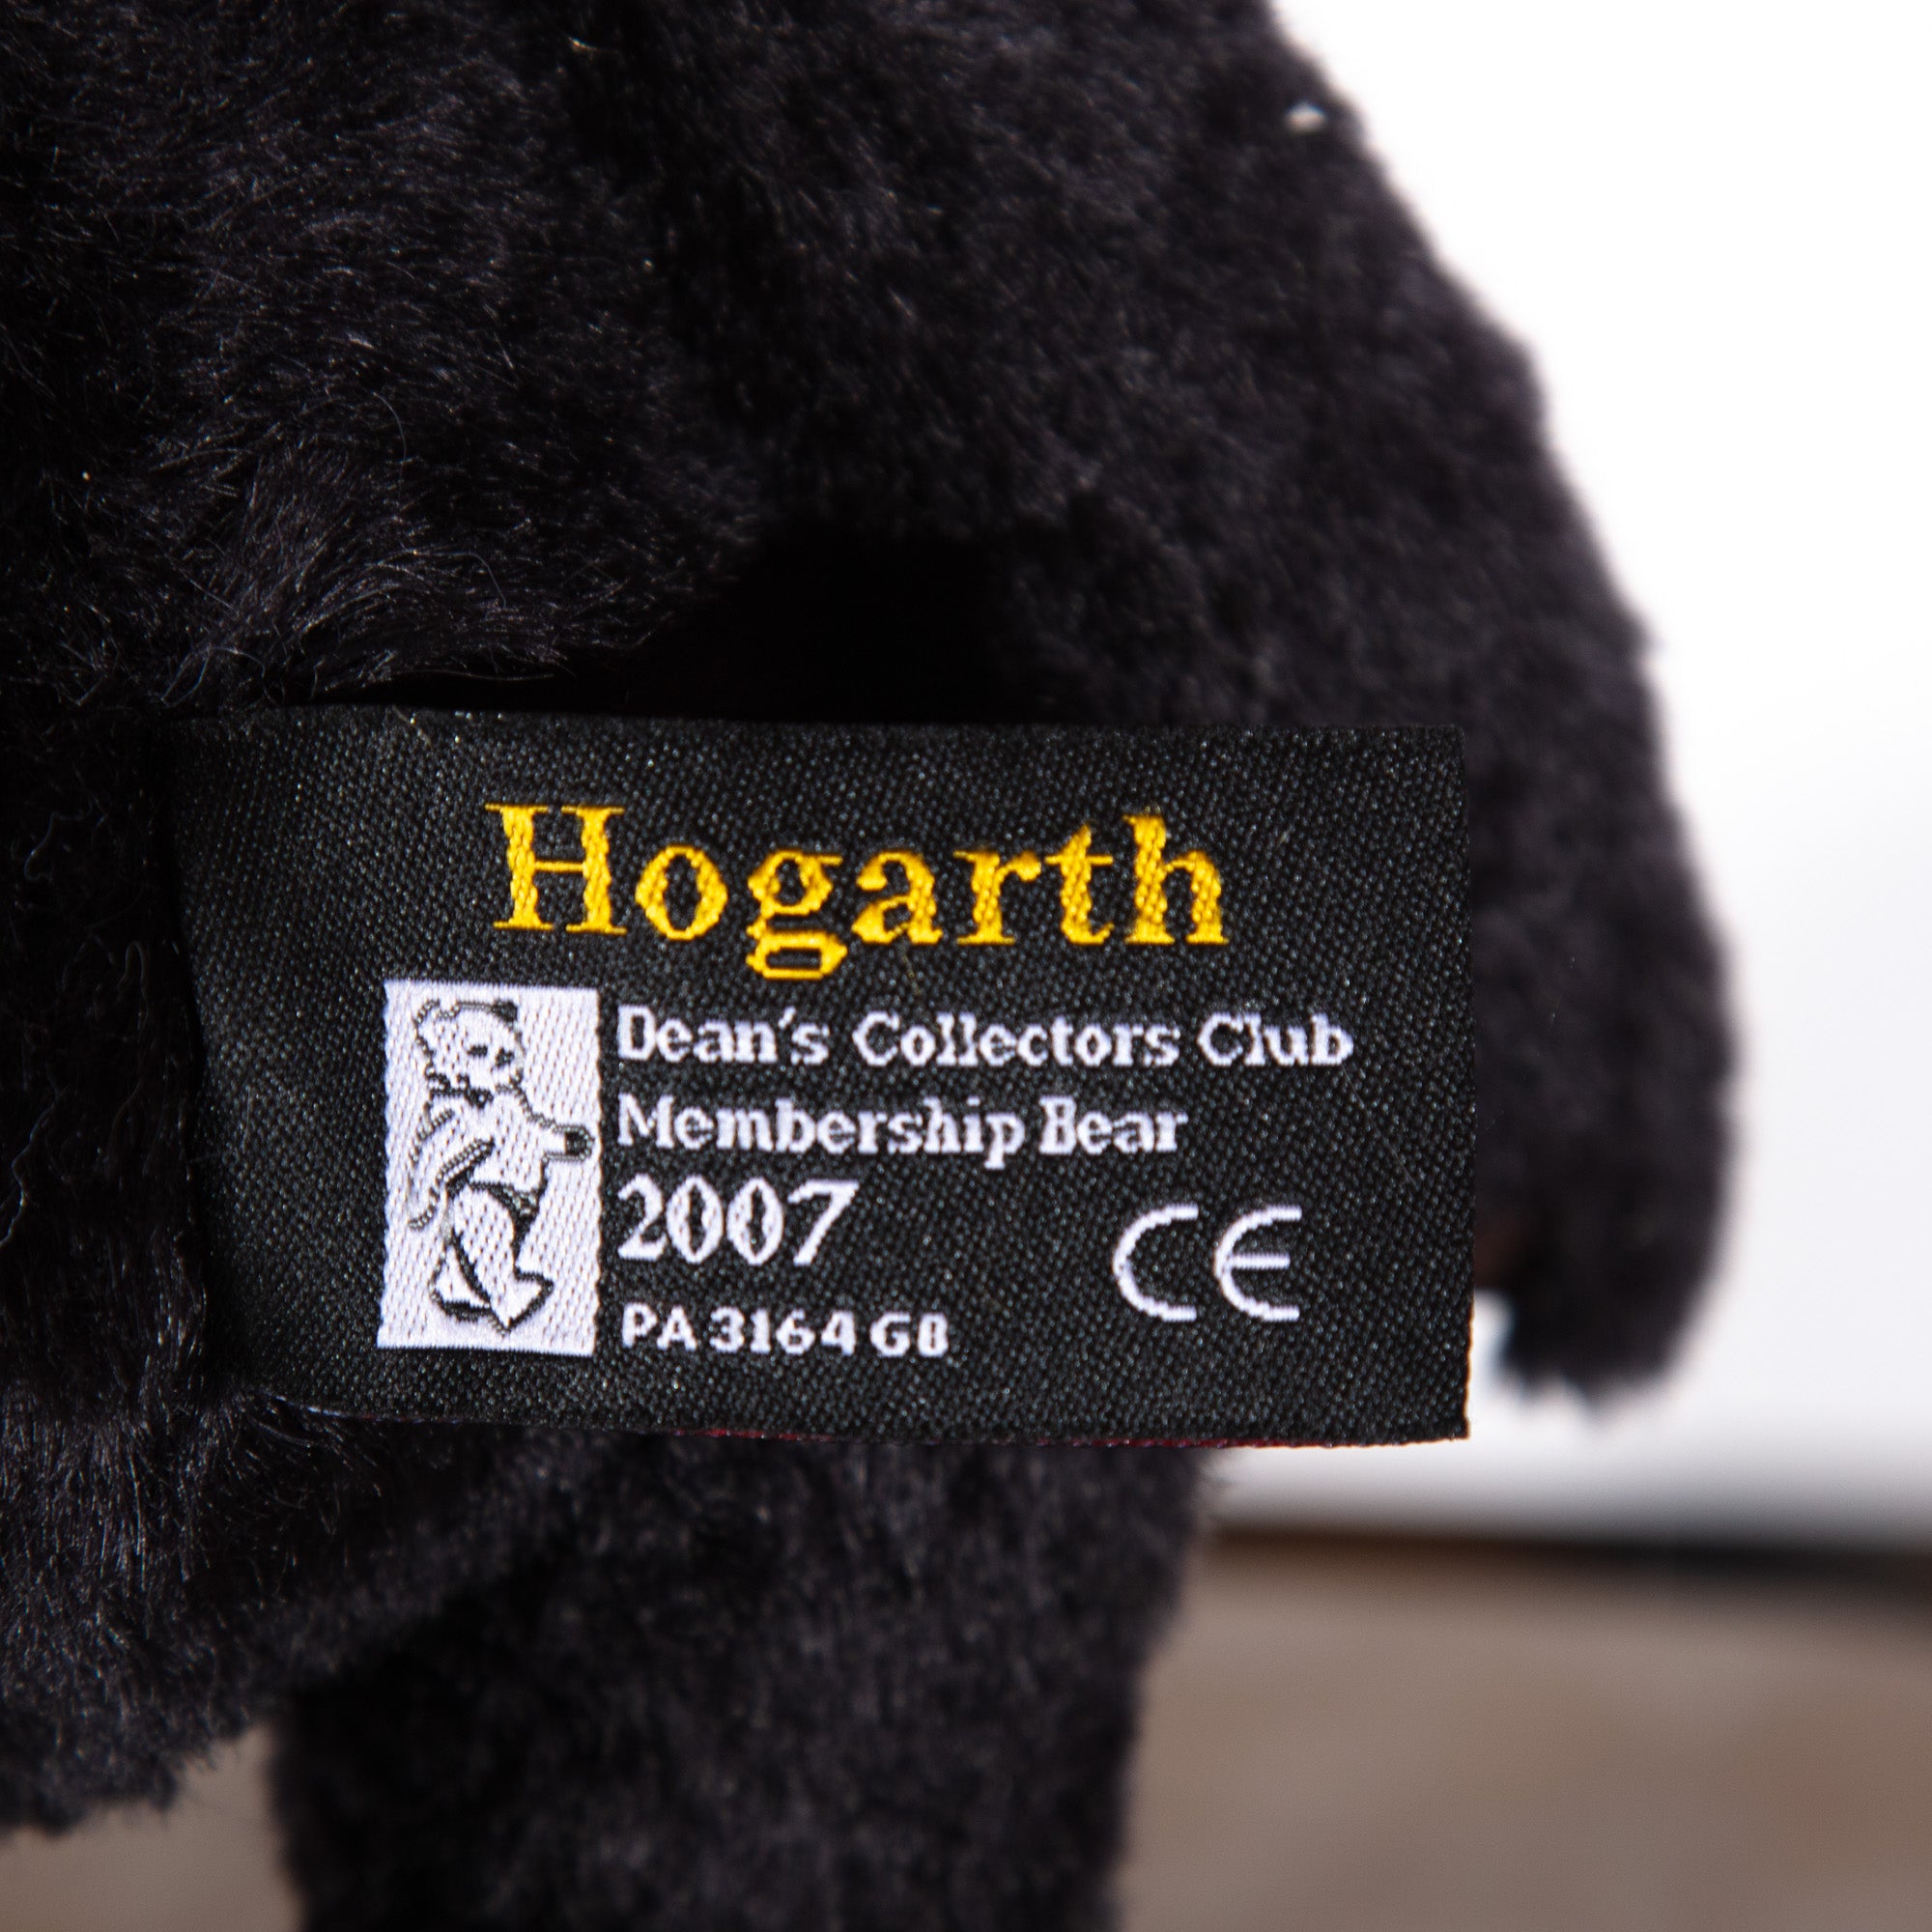 Hogarth
Dean's Collectors Club
Membership Bear
2007
CE
PA 3164 GB